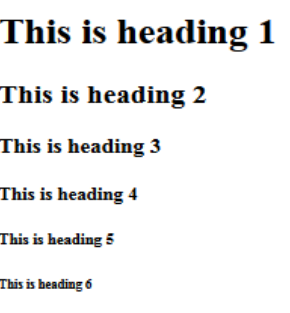 This is heading 1
This is heading 2
This is heading 3
This is heading 4
This is heading 5
This is heading 6